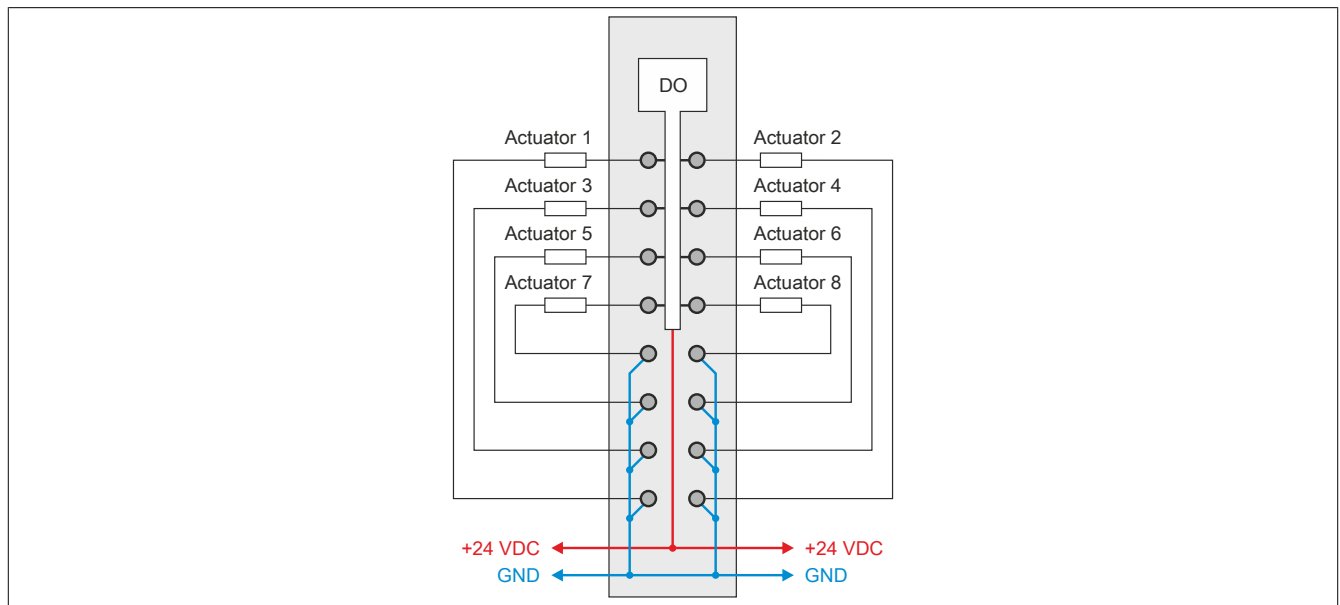 DO
Actuator 1
Actuator 2
Actuator 3
Actuator 4
Actuator 5
Actuator 6
Actuator 7
Actuator 8
+24 VDC
+24 VDC
GND
GND